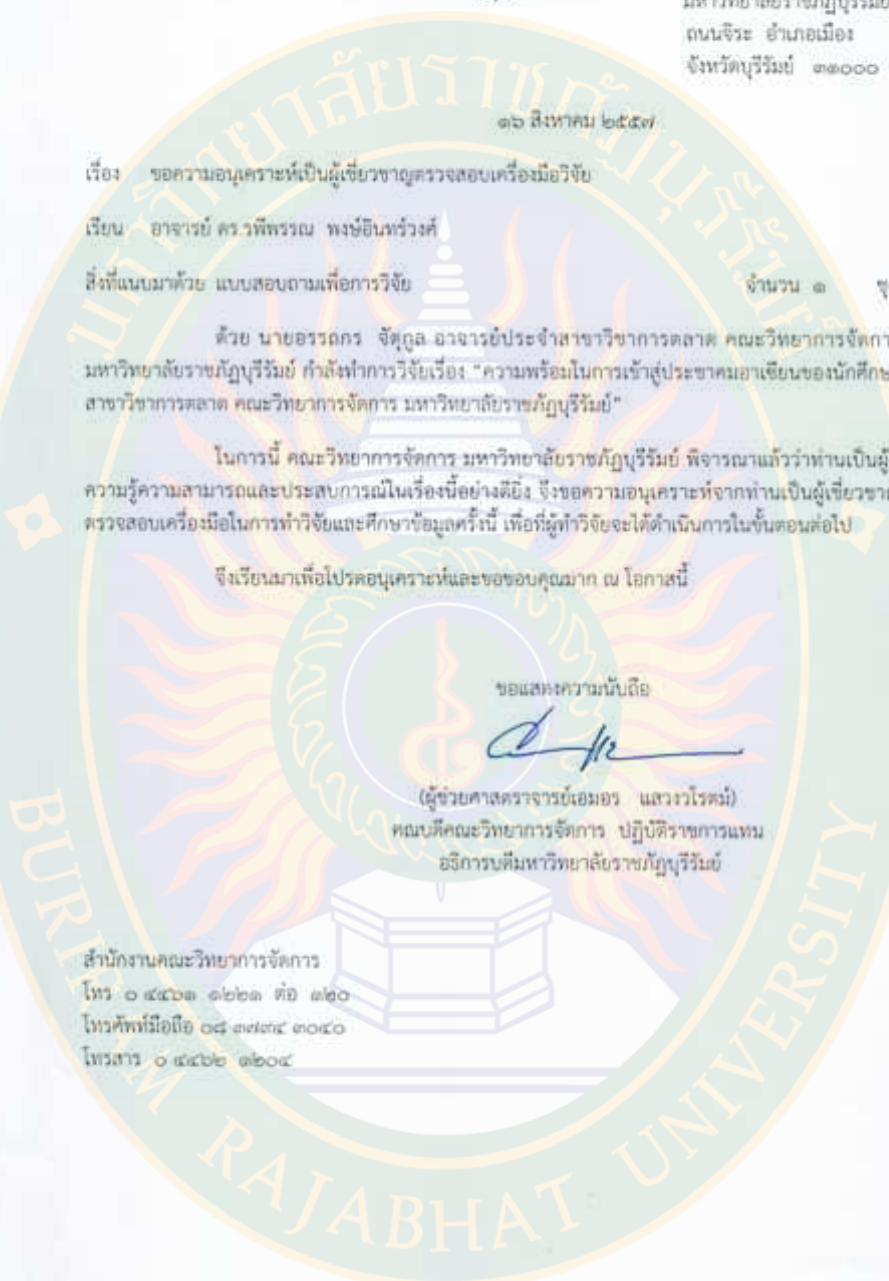 มหาวิทยาลัยราชภัฏบุรีรัมย์
ถนนจิระ อำเภอเมือง
จังหวัดบุรีรัมย์ ๓๑๐๐๐
๑๖ สิงหาคม ๒๕๕๗
เรื่อง ขอความอนุเคราะห์เป็นผู้เชี่ยวชาญตรวจสอบเครื่องมือวิจัย
เรียน อาจารย์ ดร.รพีพรรณ พงษ์อินทร์วงศ์
สิ่งที่แนบมาด้วย แบบสอบถามเพื่อการวิจัย จำนวน ๑ ชุ
ด้วย นายอรรถกร จัตุกูล อาจารย์ประจำสาขาวิชาการตลาด คณะวิทยาการจัดกา
มหาวิทยาลัยราชภัฏบุรีรัมย์ กำลังทำการวิจัยเรื่อง "ความพร้อมในการเข้าสู่ประชาคมอาเซียนของนักศึกษ
สาขาวิชาการตลาด คณะวิทยาการจัดการ มหาวิทยาลัยราชภัฏบุรีรัมย์"
ในการนี้ คณะวิทยาการจัดการ มหาวิทยาลัยราชภัฏบุรีรัมย์ พิจารณาแล้วว่าท่านเป็นผู้
ความรู้ความสามารถและประสบการณ์ในเรื่องนี้อย่างดียิ่ง จึงขอความอนุเคราะห์จากท่านเป็นผู้เชี่ยวชา
ตรวจสอบเครื่องมือในการทำวิจัยและศึกษาข้อมูลครั้งนี้ เพื่อที่ผู้ทำวิจัยจะได้ดำเนินการในขั้นตอนต่อไป
จึงเรียนมาเพื่อโปรดอนุเคราะห์และขอขอบคุณมาก ณ โอกาสนี้
ขอแสดงความนับถือ
(ผู้ช่วยศาสตราจารย์เอมอร แสวงวโรตม์)
คณบดีคณะวิทยาการจัดการ ปฏิบัติราชการแทน
อธิการบดีมหาวิทยาลัยราชภัฏบุรีรัมย์
สำนักงานคณะวิทยาการจัดการ
โทร ๐ ๔๔๖๑ ๑๒๒๑ ต่อ ๑๒๐
โทรศัพท์มือถือ ๐๘ ๓๗๙๔ ๓๐๔๐
โทรสาร ๐ ๔๔๖๒ ๑๒๐๔
มหาวิทยาลัยราชภัฏบุรีรัมย์
BURIRAM RAJABHAT UNIVERSITY